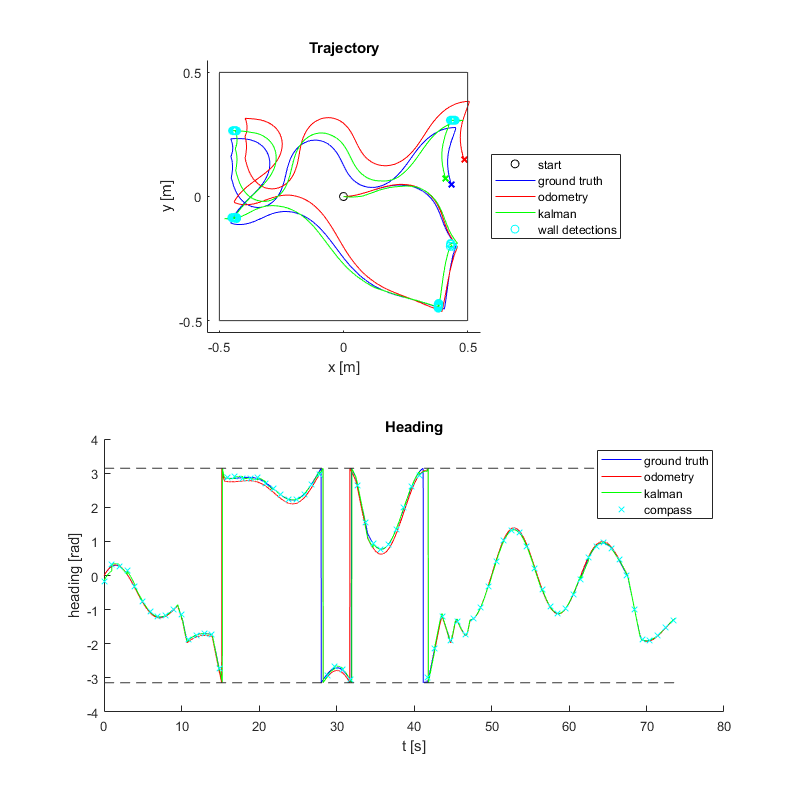 Trajectory
0.5
0
-0.5
y [m]
-0.5 0 0.5
x [m]
start
ground truth
odometry
kalman
wall detections
Heading
4
3
2
1
0
-1
-2
-3
-4
heading [rad]
0 10 20 30 40 50 60 70 80
t [s]
ground truth
odometry
kalman
compass